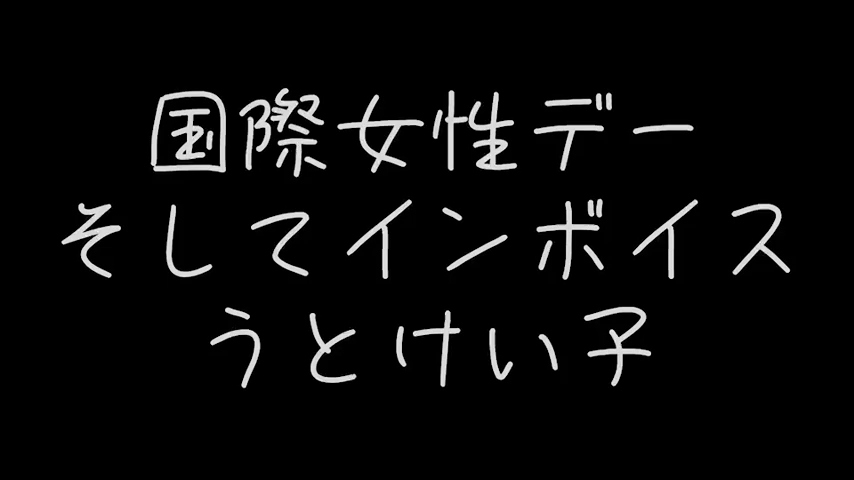 国際女性デー
そしてインボイス
うとけい子